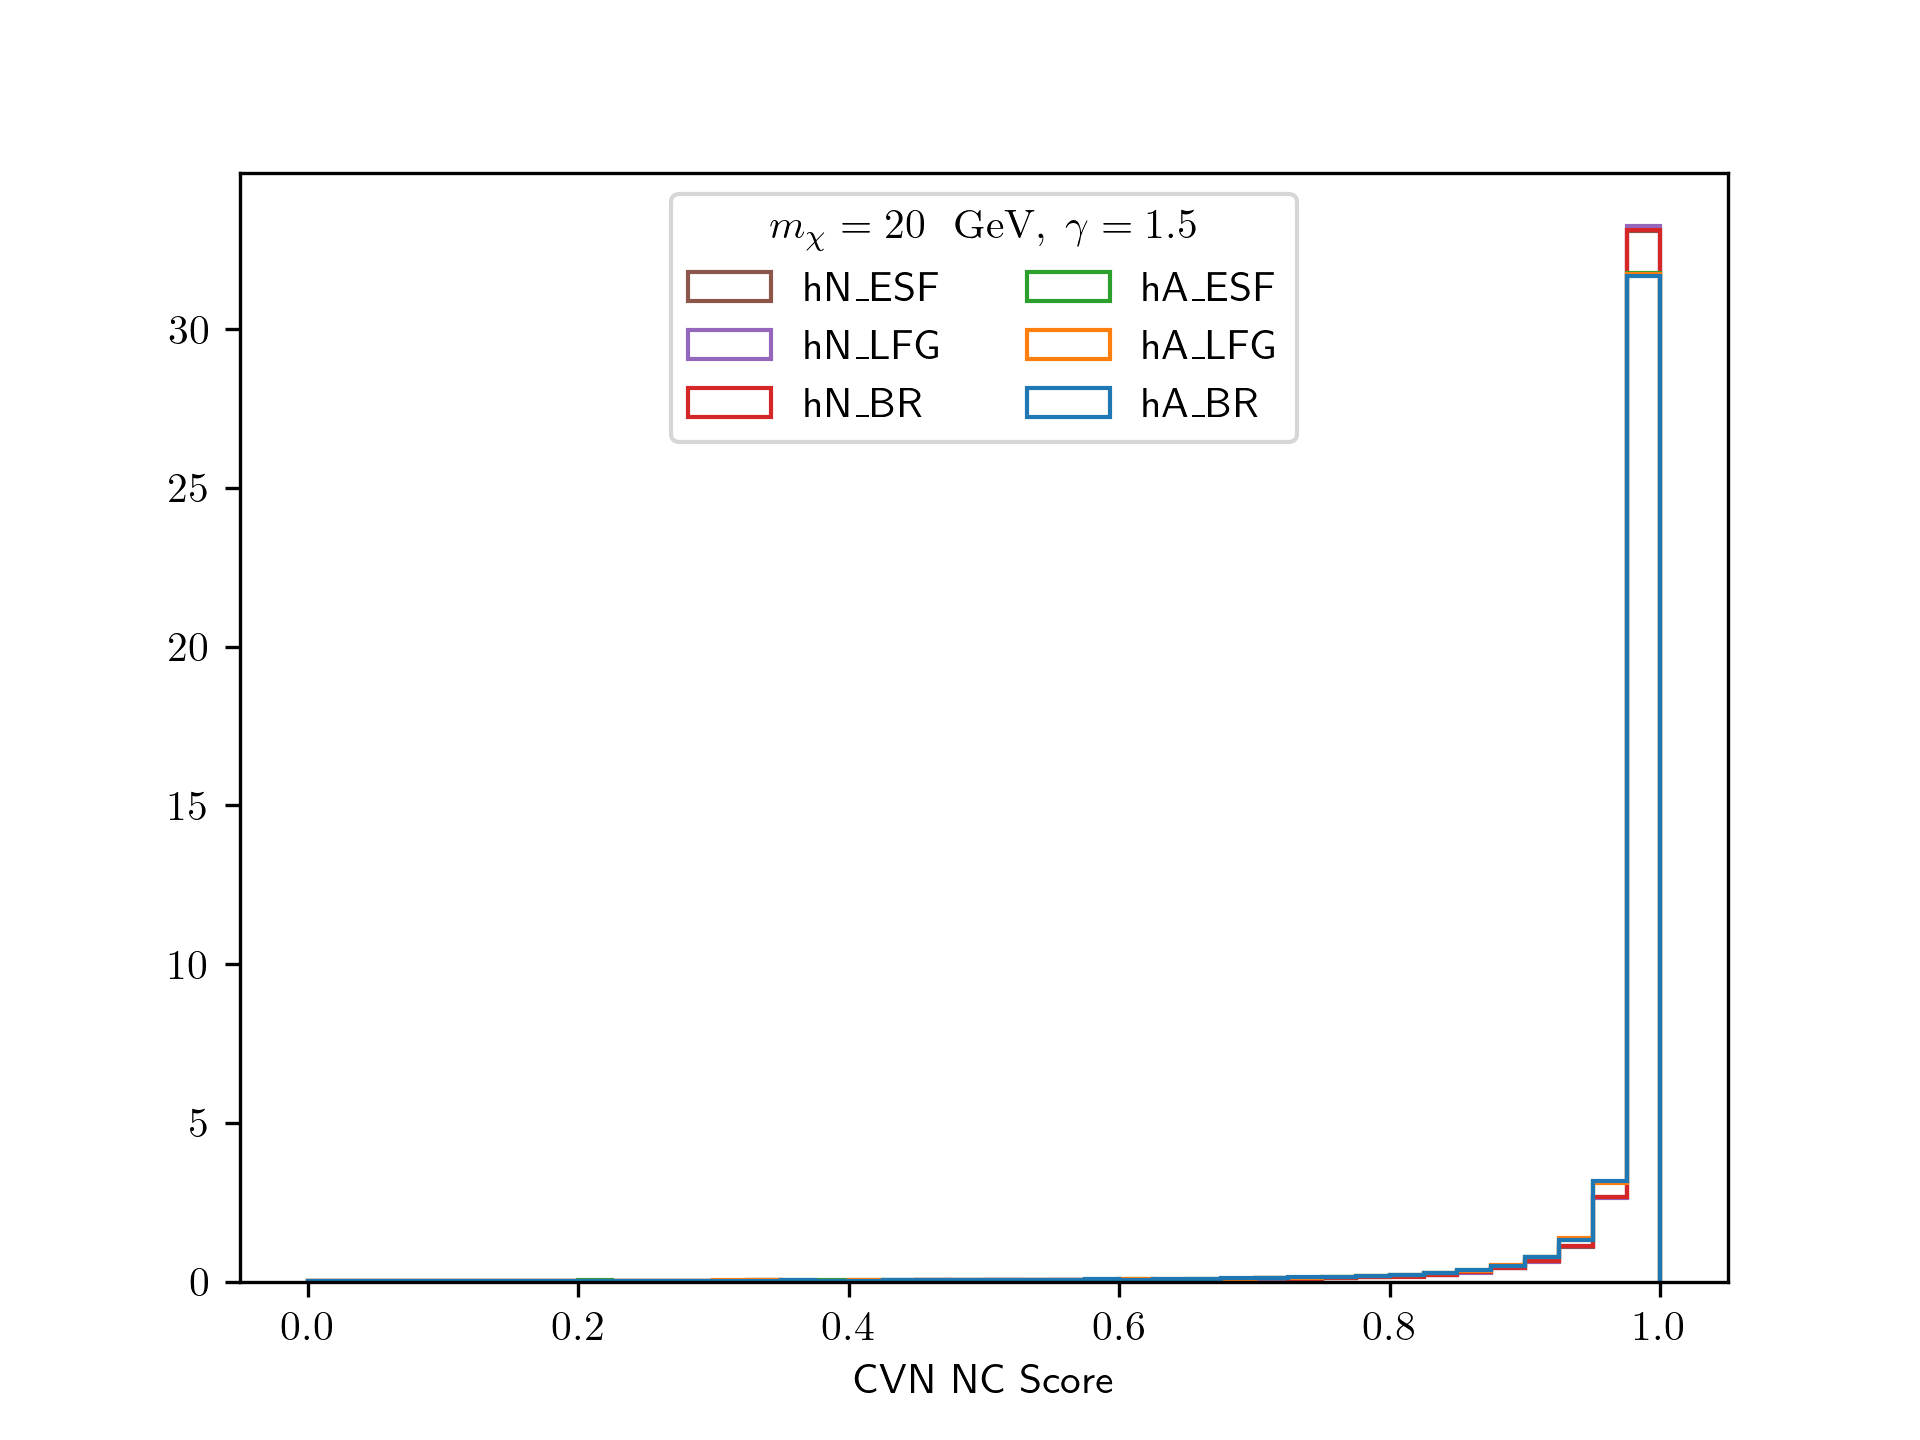 m_χ = 20 GeV, γ = 1.5
hN_ESF hA_ESF
hN_LFG hA_LFG
hN_BR hA_BR
30
25
20
15
10
5
0
0.0 0.2 0.4 0.6 0.8 1.0
CVN NC Score